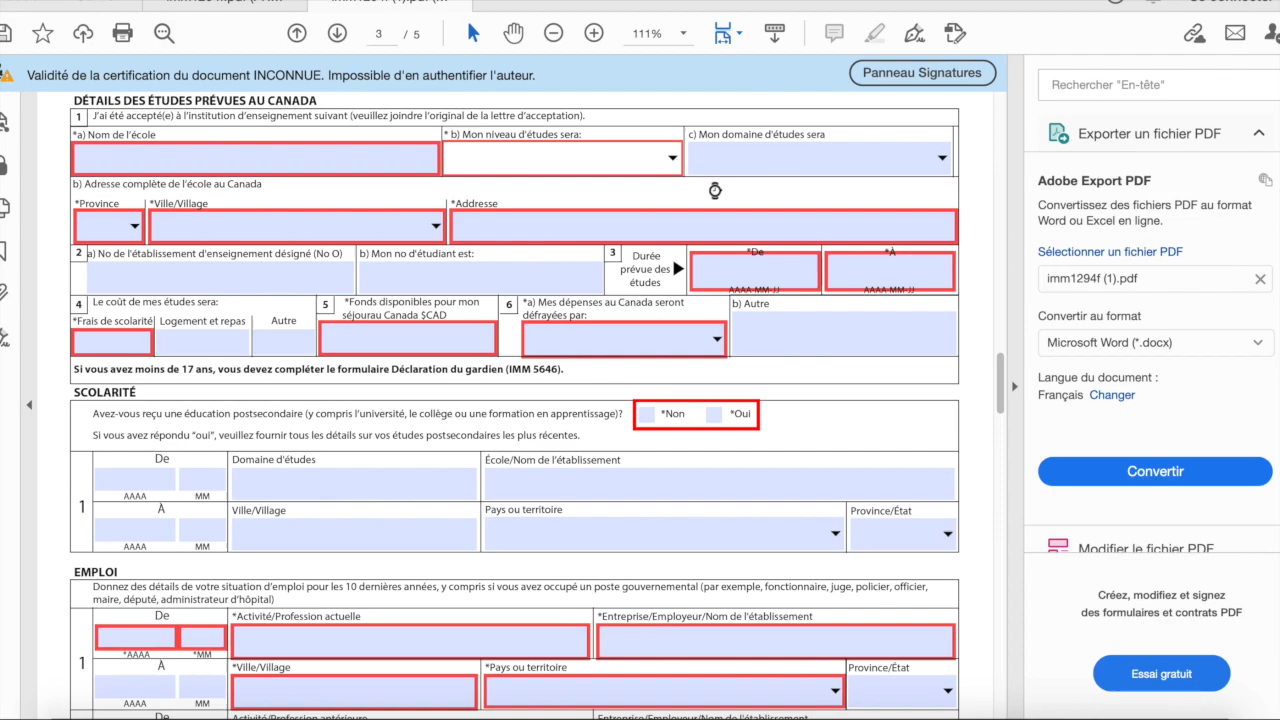 3 / 5
111%
Validité de la certification du document INCONNUE. Impossible d'en authentifier l'auteur.
Panneau Signatures
DÉTAILS DES ÉTUDES PRÉVUES AU CANADA
1 J'ai été accepté(e) à l'institution d'enseignement suivant (veuillez joindre l'original de la lettre d'acceptation).
*a) Nom de l'école
* b) Mon niveau d'études sera:
c) Mon domaine d'études sera
b) Adresse complète de l'école au Canada
*Province
*Ville/Village
*Addresse
2 a) No de l'établissement d'enseignement désigné (No O)
b) Mon no d'étudiant est:
3 Durée
prévue des
études
*De
AAAA-MM-JJ
*À
AAAA-MM-JJ
4 Le coût de mes études sera:
*Frais de scolarité
Logement et repas
Autre
5 *Fonds disponibles pour mon
séjourau Canada $CAD
6 *a) Mes dépenses au Canada seront
défrayées par:
b) Autre
Si vous avez moins de 17 ans, vous devez compléter le formulaire Déclaration du gardien (IMM 5646).
SCOLARITÉ
Avez-vous reçu une éducation postsecondaire (y compris l'université, le collège ou une formation en apprentissage)?
*Non
*Oui
Si vous avez répondu “oui”, veuillez fournir tous les détails sur vos études postsecondaires les plus récentes.
1
De
AAAA
MM
Domaine d'études
École/Nom de l'établissement
À
AAAA
MM
Ville/Village
Pays ou territoire
Province/État
EMPLOI
Donnez des détails de votre situation d'emploi pour les 10 dernières années, y compris si vous avez occupé un poste gouvernemental (par exemple, fonctionnaire, juge, policier, officier,
maire, député, administrateur d'hôpital)
1
De
*AAAA
*MM
*Activité/Profession actuelle
*Entreprise/Employeur/Nom de l'établissement
À
AAAA
MM
*Ville/Village
*Pays ou territoire
Province/État
De
Activité/Profession antérieure
Entreprise/Employeur/Nom de l'établissement
Rechercher "En-tête"
Exporter un fichier PDF
Adobe Export PDF
Convertissez des fichiers PDF au format
Word ou Excel en ligne.
Sélectionner un fichier PDF
imm1294f (1).pdf
Convertir au format
Microsoft Word (*.docx)
Langue du document :
Français Changer
Convertir
Modifier le fichier PDF
Créez, modifiez et signez
des formulaires et contrats PDF
Essai gratuit